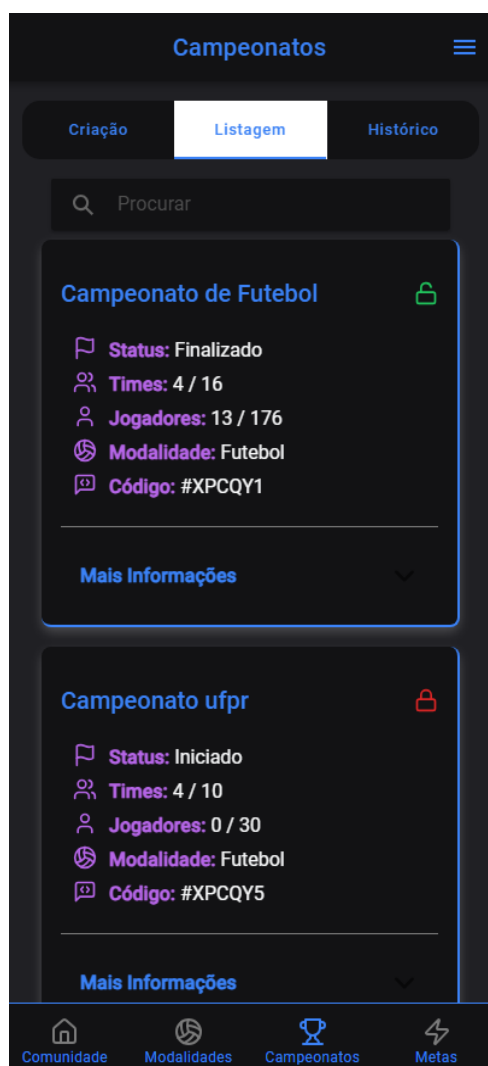 Campeonatos
Criação Listagem Histórico
Procurar
Campeonato de Futebol
Status: Finalizado
Times: 4 / 16
Jogadores: 13 / 176
Modalidade: Futebol
Código: #XPCQY1
Mais Informações
Campeonato ufpr
Status: Iniciado
Times: 4 / 10
Jogadores: 0 / 30
Modalidade: Futebol
Código: #XPCQY5
Mais Informações
Comunidade Modalidades Campeonatos Metas